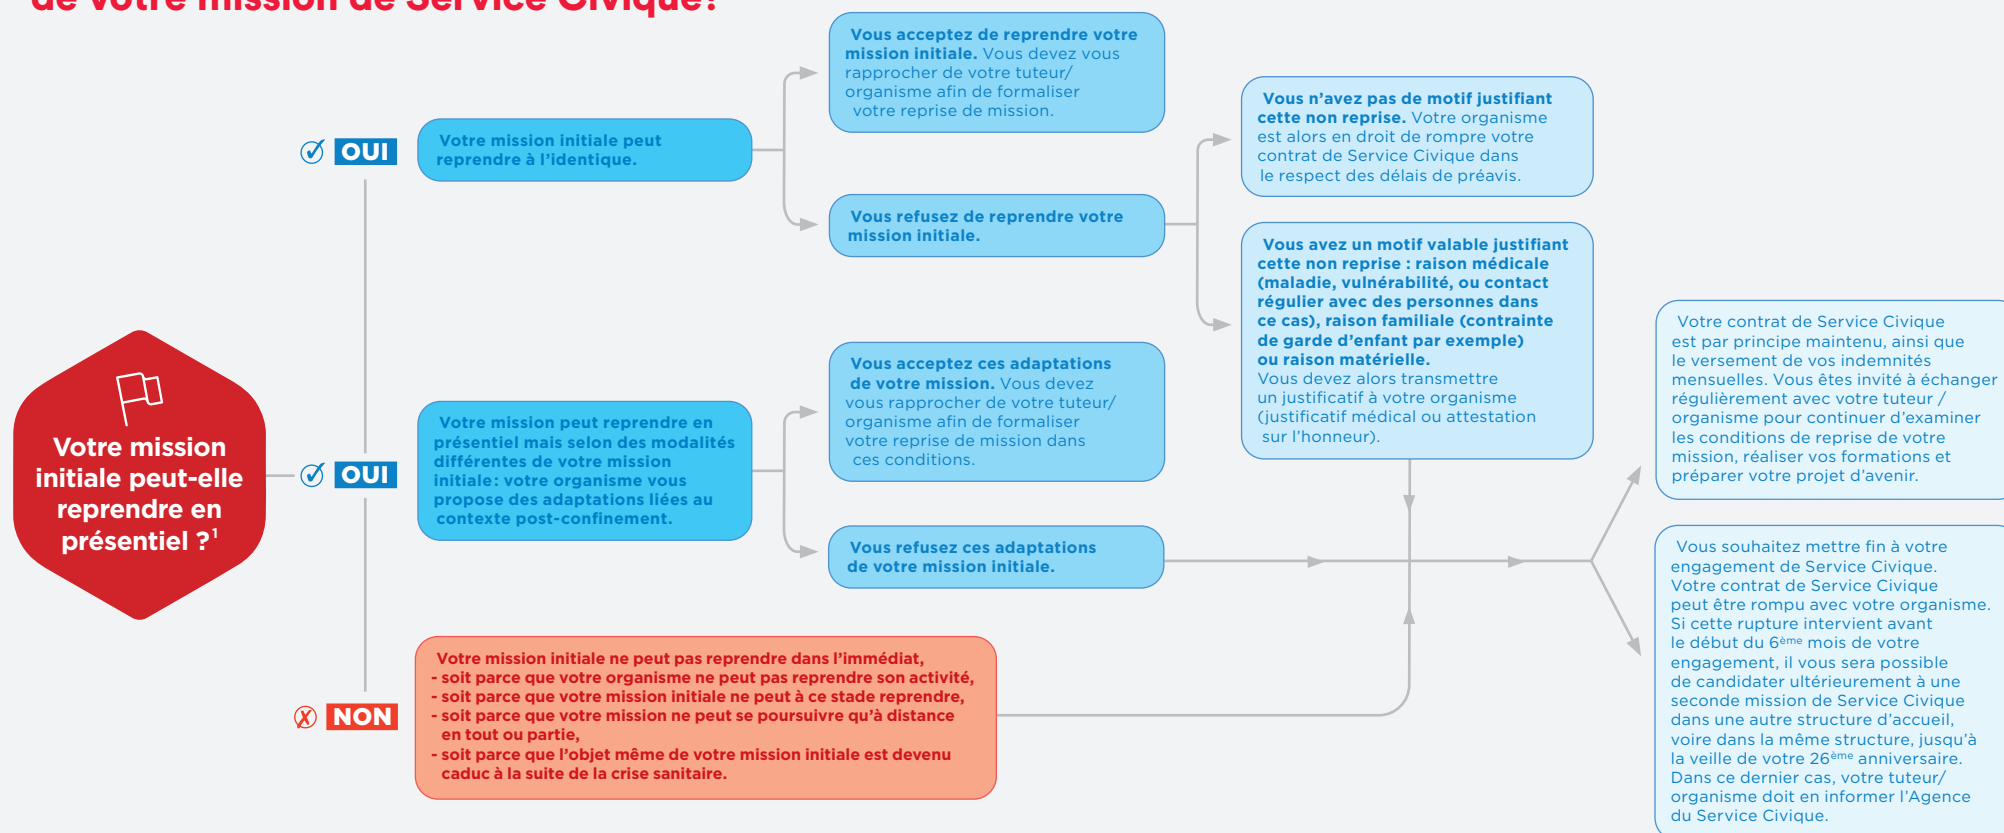 de votre mission de Service Civique?
Votre mission
initiale peut-elle
reprendre en
présentiel ?¹
OUI
Votre mission initiale peut
reprendre à l'identique.
Vous acceptez de reprendre votre
mission initiale. Vous devez vous
rapprocher de votre tuteur/
organisme afin de formaliser
votre reprise de mission.
Vous refusez de reprendre votre
mission initiale.
Vous n'avez pas de motif justifiant
cette non reprise. Votre organisme
est alors en droit de rompre votre
contrat de Service Civique dans
le respect des délais de préavis.
Vous avez un motif valable justifiant
cette non reprise : raison médicale
(maladie, vulnérabilité, ou contact
régulier avec des personnes dans
ce cas), raison familiale (contrainte
de garde d'enfant par exemple)
ou raison matérielle.
Vous devez alors transmettre
un justificatif à votre organisme
(justificatif médical ou attestation
sur l'honneur).
OUI
Votre mission peut reprendre en
présentiel mais selon des modalités
différentes de votre mission
initiale: votre organisme vous
propose des adaptations liées au
contexte post-confinement.
Vous acceptez ces adaptations
de votre mission. Vous devez
vous rapprocher de votre tuteur/
organisme afin de formaliser
votre reprise de mission dans
ces conditions.
Vous refusez ces adaptations
de votre mission initiale.
NON
Votre mission initiale ne peut pas reprendre dans l'immédiat,
- soit parce que votre organisme ne peut pas reprendre son activité,
- soit parce que votre mission initiale ne peut à ce stade reprendre,
- soit parce que votre mission ne peut se poursuivre qu'à distance
en tout ou partie,
- soit parce que l'objet même de votre mission initiale est devenu
caduc à la suite de la crise sanitaire.
Votre contrat de Service Civique
est par principe maintenu, ainsi que
le versement de vos indemnités
mensuelles. Vous êtes invité à échanger
régulièrement avec votre tuteur /
organisme pour continuer d'examiner
les conditions de reprise de votre
mission, réaliser vos formations et
préparer votre projet d'avenir.
Vous souhaitez mettre fin à votre
engagement de Service Civique.
Votre contrat de Service Civique
peut être rompu avec votre organisme.
Si cette rupture intervient avant
le début du 6ème mois de votre
engagement, il vous sera possible
de candidater ultérieurement à une
seconde mission de Service Civique
dans une autre structure d'accueil,
voire dans la même structure, jusqu'à
la veille de votre 26ème anniversaire.
Dans ce dernier cas, votre tuteur/
organisme doit en informer l'Agence
du Service Civique.